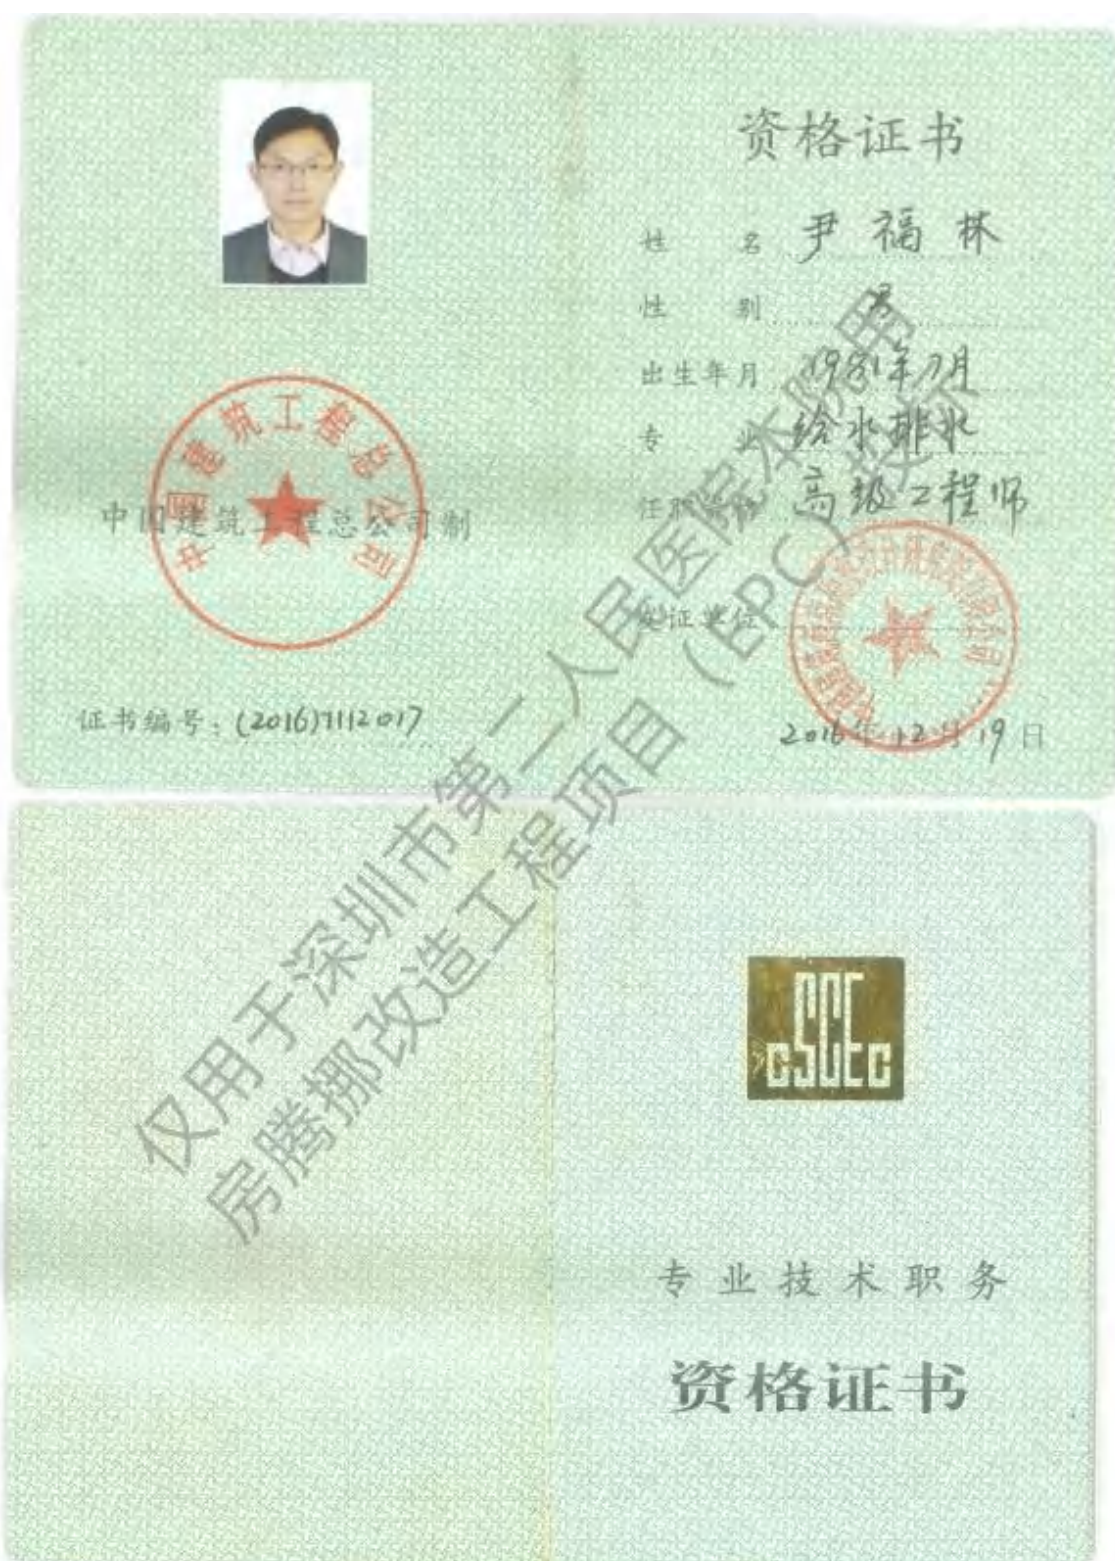 资格证书
姓 名 尹福林
性 别 男
出生年月 1981年7月
专 业 给水排水
任职资格 高级工程师
中国建筑工程总公司
中国建筑工程总公司制
发证单位
证书编号：(2016)7112017
2016年12月19日
仅用于深圳市第二人民医院本院用
房腾挪改造工程项目（EPC）投标
CSCEC
专业技术职务
资格证书